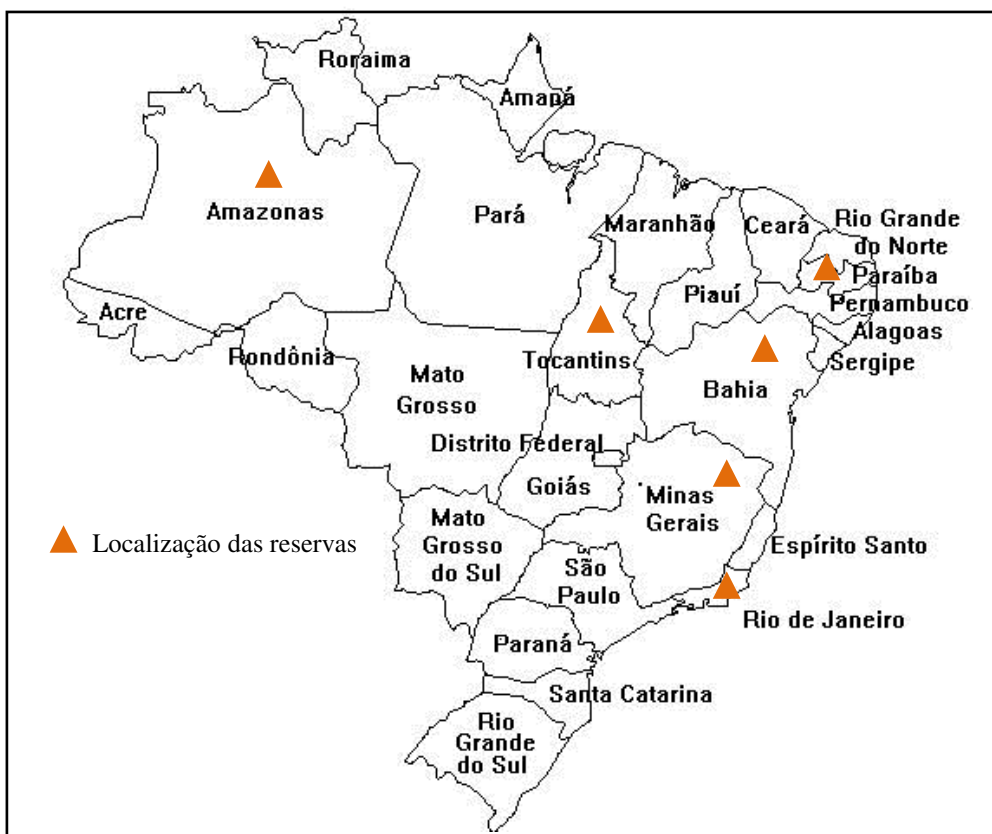 Roraima
Amapá
Amazonas
Pará
Maranhão
Ceará
Rio Grande
do Norte
Paraíba
Piauí
Pernambuco
Acre
Alagoas
Rondônia
Tocantins
Sergipe
Mato
Grosso
Bahia
Distrito Federal
Goiás
Minas
Gerais
Mato
Grosso
do Sul
Localização das reservas
Espírito Santo
São
Paulo
Rio de Janeiro
Paraná
Santa Catarina
Rio
Grande
do Sul